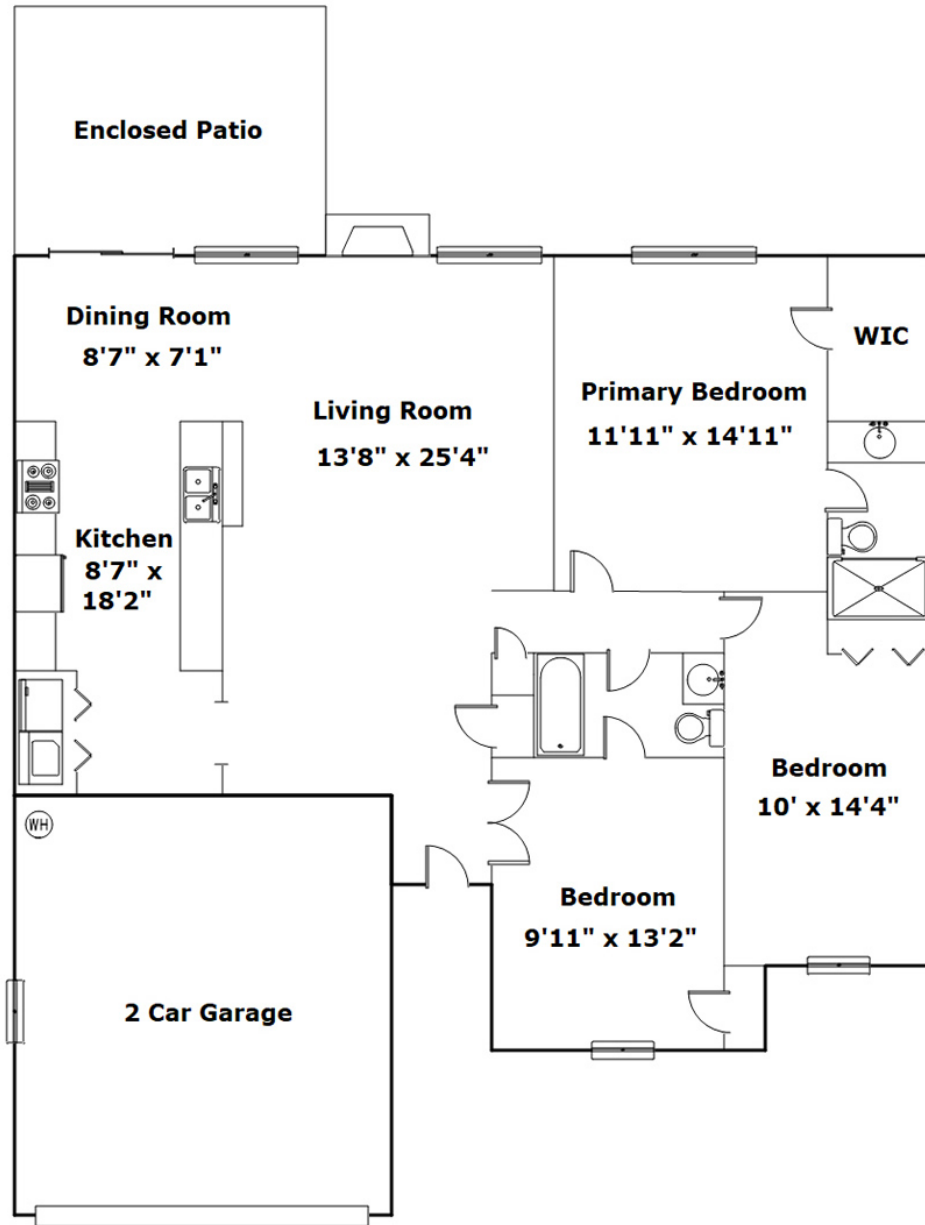 Enclosed Patio
Dining Room
8'7" x 7'1"
WIC
Primary Bedroom
11'11" x 14'11"
Living Room
13'8" x 25'4"
Kitchen
8'7" x
18'2"
Bedroom
10' x 14'4"
WH
Bedroom
9'11" x 13'2"
2 Car Garage